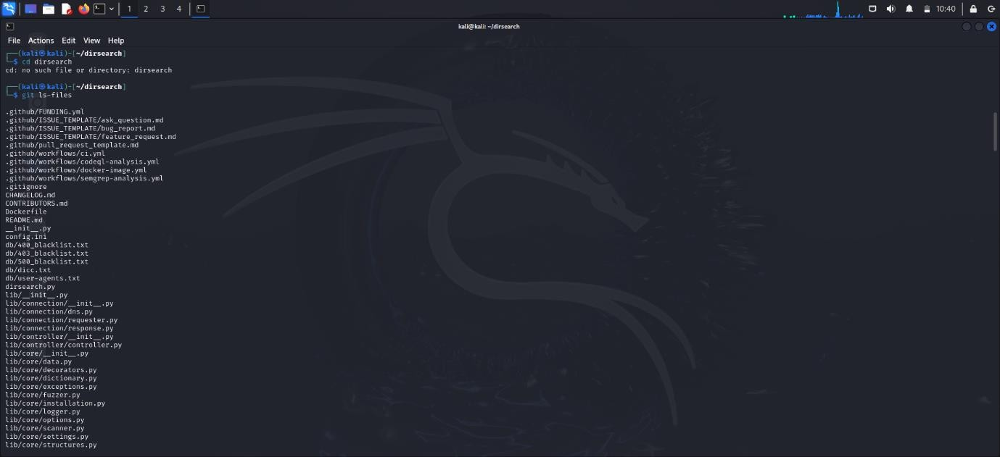 1 2 3 4
10:40
kali@kali: ~/dirsearch
File Actions Edit View Help
┌──(kali㉿kali)-[~/dirsearch]
└─$ cd dirsearch
cd: no such file or directory: dirsearch
┌──(kali㉿kali)-[~/dirsearch]
└─$ git ls-files
.github/FUNDING.yml
.github/ISSUE_TEMPLATE/ask_question.md
.github/ISSUE_TEMPLATE/bug_report.md
.github/ISSUE_TEMPLATE/feature_request.md
.github/pull_request_template.md
.github/workflows/ci.yml
.github/workflows/codeql-analysis.yml
.github/workflows/docker-image.yml
.github/workflows/semgrep-analysis.yml
.gitignore
CHANGELOG.md
CONTRIBUTORS.md
Dockerfile
README.md
__init__.py
config.ini
db/400_blacklist.txt
db/403_blacklist.txt
db/500_blacklist.txt
db/dicc.txt
db/user-agents.txt
dirsearch.py
lib/__init__.py
lib/connection/__init__.py
lib/connection/dns.py
lib/connection/requester.py
lib/connection/response.py
lib/controller/__init__.py
lib/controller/controller.py
lib/core/__init__.py
lib/core/data.py
lib/core/decorators.py
lib/core/dictionary.py
lib/core/exceptions.py
lib/core/fuzzer.py
lib/core/installation.py
lib/core/logger.py
lib/core/options.py
lib/core/scanner.py
lib/core/settings.py
lib/core/structures.py